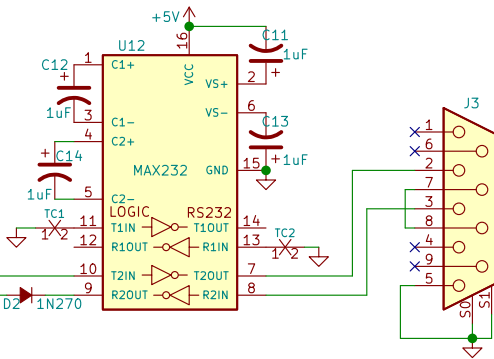 +5V
C11
1uF
U12
16
VCC
1
C1+
C12
1uF
3
C1-
4
C2+
C14
1uF
5
C2-
VS+
2
VS-
6
C13
1uF
MAX232
GND
15
LOGIC
RS232
TC1
1
2
11
T1IN
T1OUT
14
12
R1OUT
R1IN
13
TC2
1
2
10
T2IN
T2OUT
7
D2
1N270
9
R2OUT
R2IN
8
J3
1
6
2
7
3
8
4
9
5
S0
S1